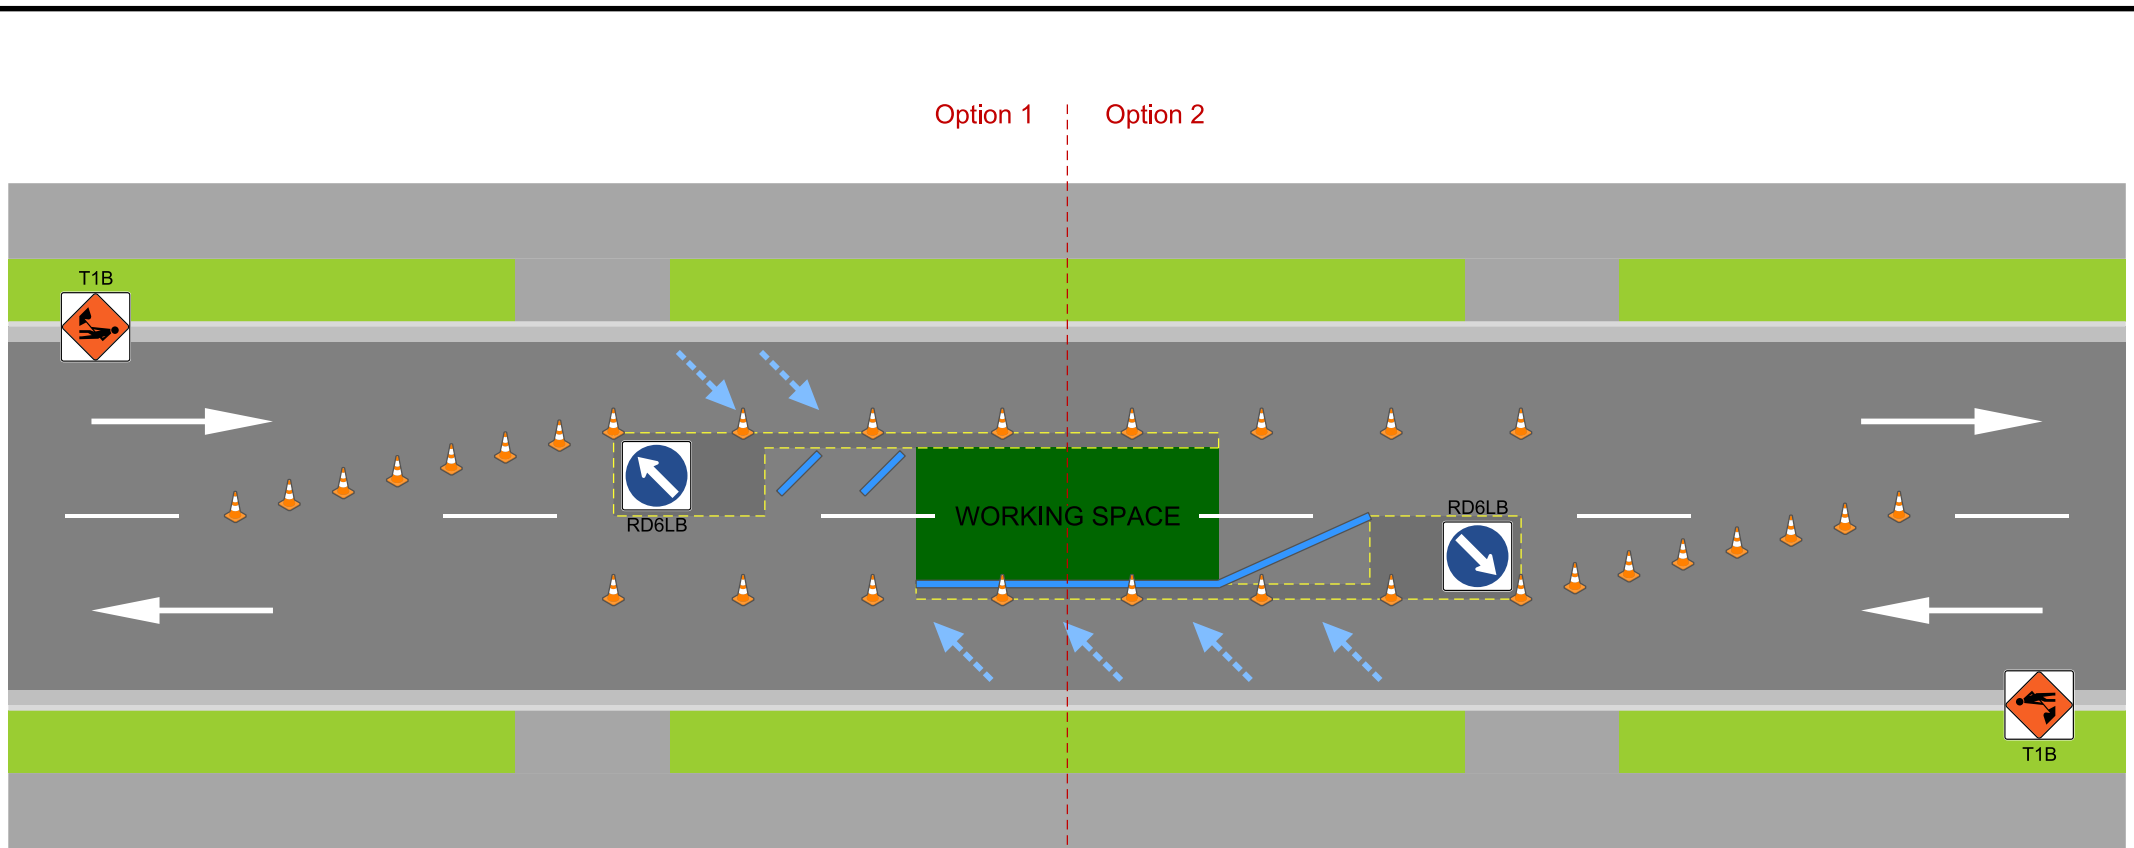 Option 1
Option 2
T1B
RD6LB
WORKING SPACE
RD6LB
T1B